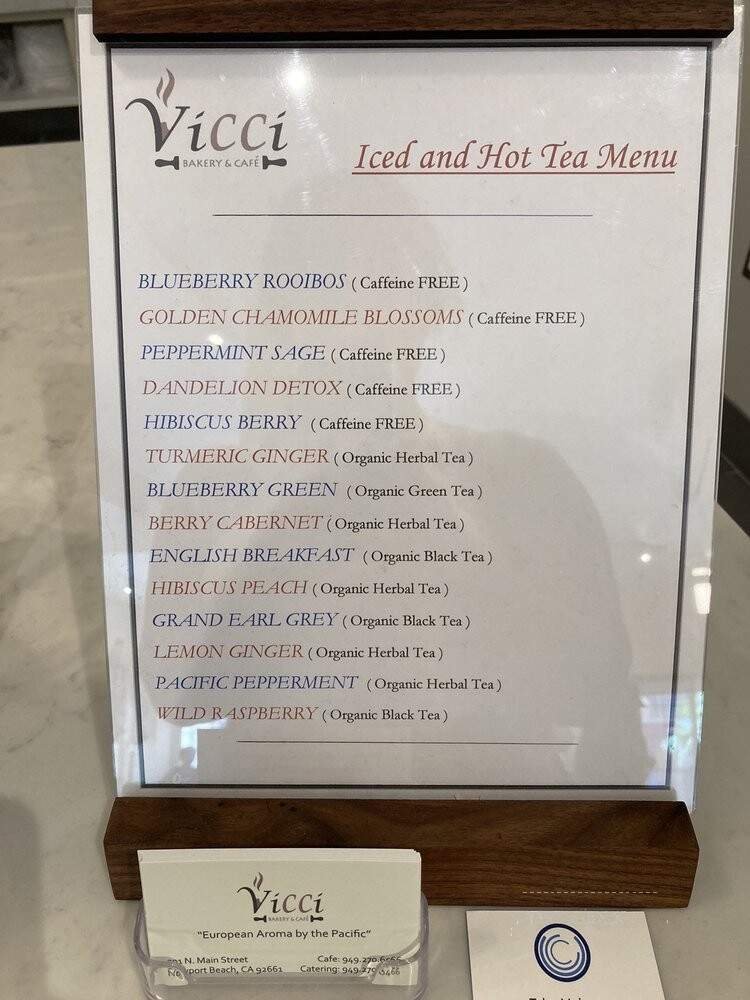 Vicci
BAKERY & CAFÉ
Iced and Hot Tea Menu
BLUEBERRY ROOIBOS ( Caffeine FREE )
GOLDEN CHAMOMILE BLOSSOMS ( Caffeine FREE )
PEPPERMINT SAGE ( Caffeine FREE )
DANDELION DETOX ( Caffeine FREE )
HIBISCUS BERRY ( Caffeine FREE )
TURMERIC GINGER ( Organic Herbal Tea )
BLUEBERRY GREEN ( Organic Green Tea )
BERRY CABERNET ( Organic Herbal Tea )
ENGLISH BREAKFAST ( Organic Black Tea )
HIBISCUS PEACH ( Organic Herbal Tea )
GRAND EARL GREY ( Organic Black Tea )
LEMON GINGER ( Organic Herbal Tea )
PACIFIC PEPPERMENT ( Organic Herbal Tea )
WILD RASPBERRY ( Organic Black Tea )
Vicci
BAKERY & CAFÉ
"European Aroma by the Pacific"
N. Main Street Cafe:
Newport Beach, CA 92661 Catering: